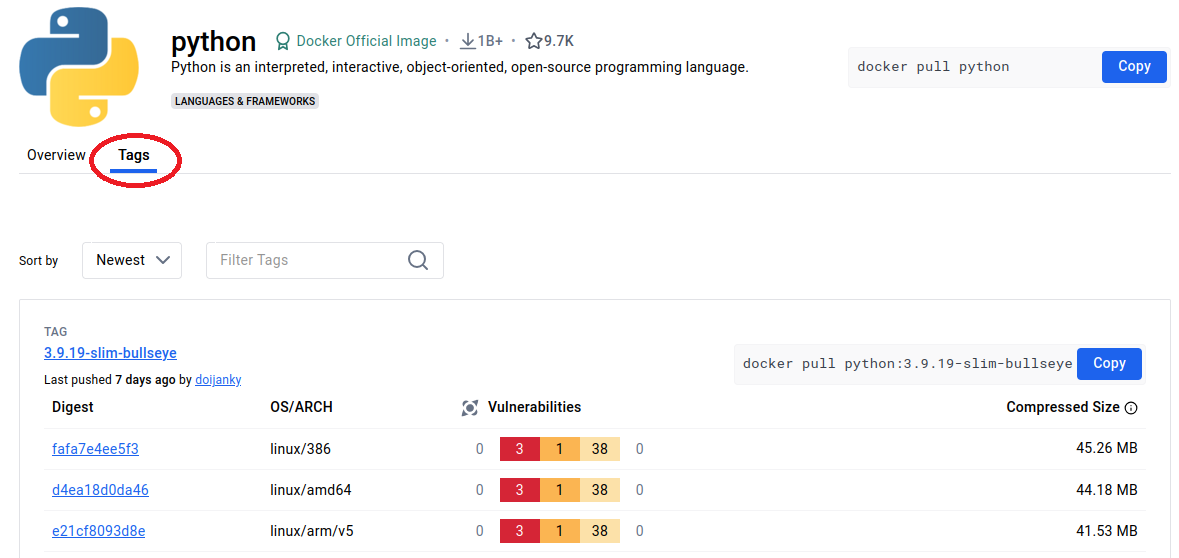 python Docker Official Image · 1B+ · 9.7K
Python is an interpreted, interactive, object-oriented, open-source programming language.
docker pull python Copy
LANGUAGES & FRAMEWORKS
Overview Tags
Sort by Newest Filter Tags
TAG
3.9.19-slim-bullseye
docker pull python:3.9.19-slim-bullseye Copy
Last pushed 7 days ago by doijanky
Digest OS/ARCH Vulnerabilities Compressed Size
fafa7e4ee5f3 linux/386 0 3 1 38 0 45.26 MB
d4ea18d0da46 linux/amd64 0 3 1 38 0 44.18 MB
e21cf8093d8e linux/arm/v5 0 3 1 38 0 41.53 MB